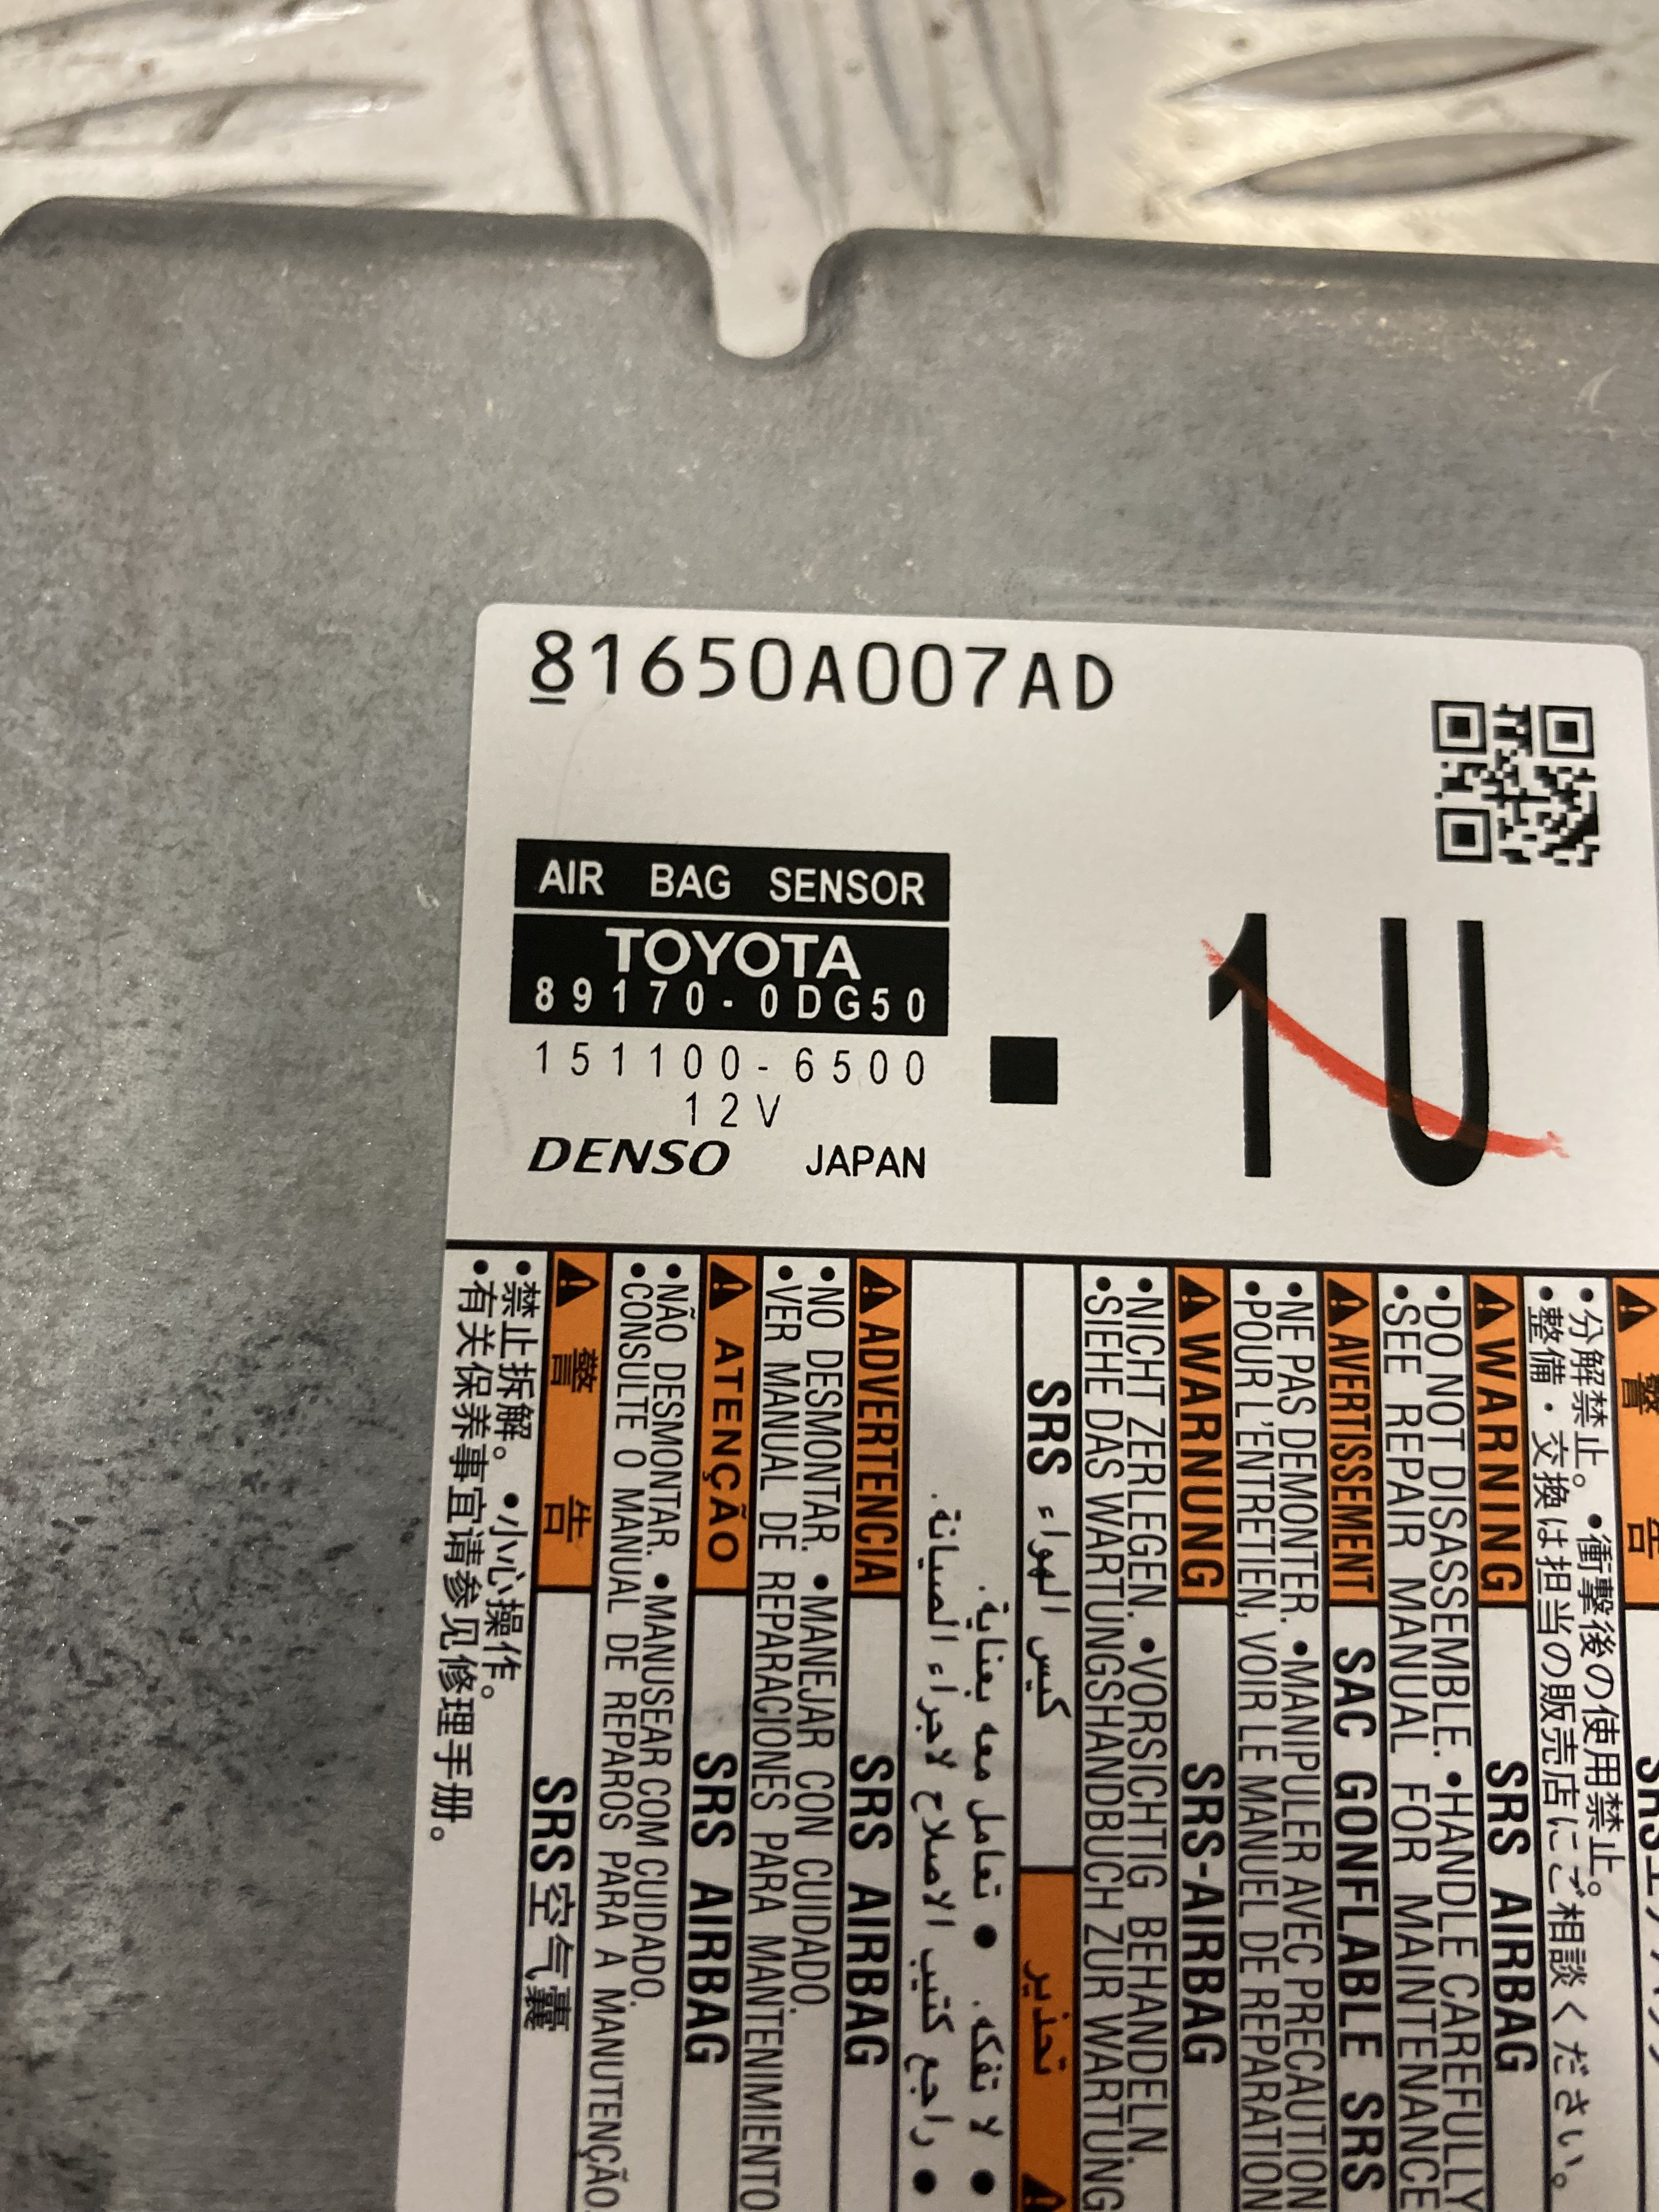 81650A007AD
AIR BAG SENSOR
TOYOTA
89170-0DG50
151100-6500
12V
DENSO JAPAN
1U
警
告
・分解禁止。 ・衝撃後の使用禁止。
・整備・交換は担当の販売店にご相談ください。
WARNING SRS AIRBAG
•DO NOT DISASSEMBLE. •HANDLE CAREFULLY
•SEE REPAIR MANUAL FOR MAINTENANCE
AVERTISSEMENT SAC GONFLABLE SRS
•NE PAS DEMONTER. •MANIPULER AVEC PRECAUTION
•POUR L'ENTRETIEN, VOIR LE MANUEL DE REPARATION
WARNUNG SRS-AIRBAG
•NICHT ZERLEGEN. •VORSICHTIG BEHANDELN.
•SIEHE DAS WARTUNGSHANDBUCH ZUR WARTUNG
تحذير كيس الهواء SRS
• لا تفكه. • تعامل معه بعناية.
• راجع كتيب الاصلاح لاجراء الصيانة.
ADVERTENCIA SRS AIRBAG
•NO DESMONTAR. •MANEJAR CON CUIDADO.
•VER MANUAL DE REPARACIONES PARA MANTENIMIENTO
ATENÇÃO SRS AIRBAG
•NÃO DESMONTAR. •MANUSEAR COM CUIDADO.
•CONSULTE O MANUAL DE REPAROS PARA A MANUTENÇÃO.
警 告 SRS空气囊
•禁止拆解。 •小心操作。
•有关保养事宜请参见修理手册。